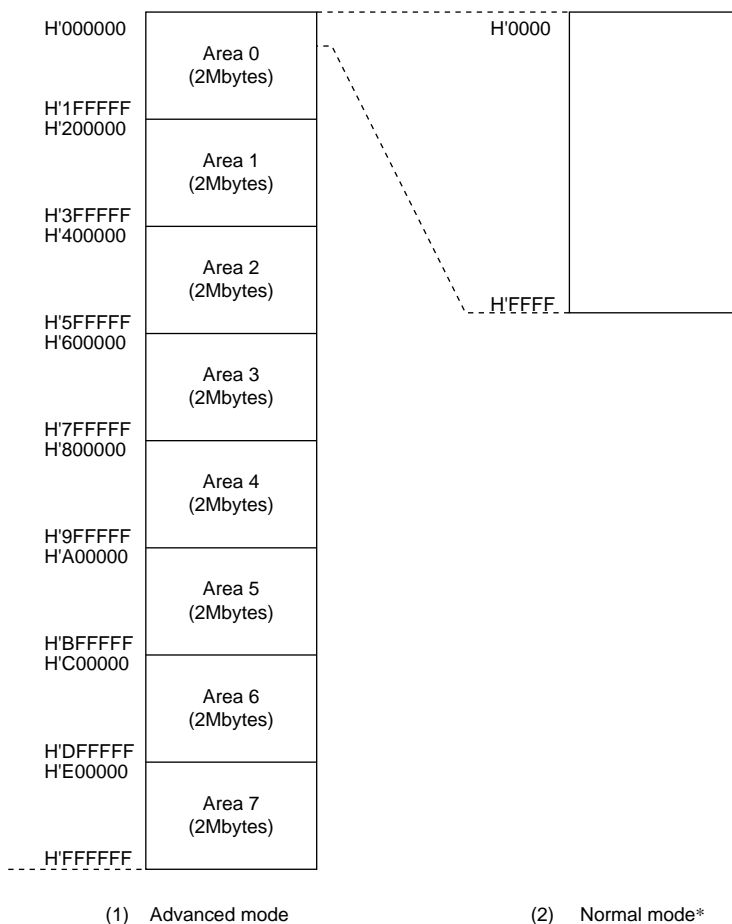 H'000000
Area 0
(2Mbytes)
H'1FFFFF
H'200000
Area 1
(2Mbytes)
H'3FFFFF
H'400000
Area 2
(2Mbytes)
H'5FFFFF
H'600000
Area 3
(2Mbytes)
H'7FFFFF
H'800000
Area 4
(2Mbytes)
H'9FFFFF
H'A00000
Area 5
(2Mbytes)
H'BFFFFF
H'C00000
Area 6
(2Mbytes)
H'DFFFFF
H'E00000
Area 7
(2Mbytes)
H'FFFFFF
(1) Advanced mode
H'0000
H'FFFF
(2) Normal mode*